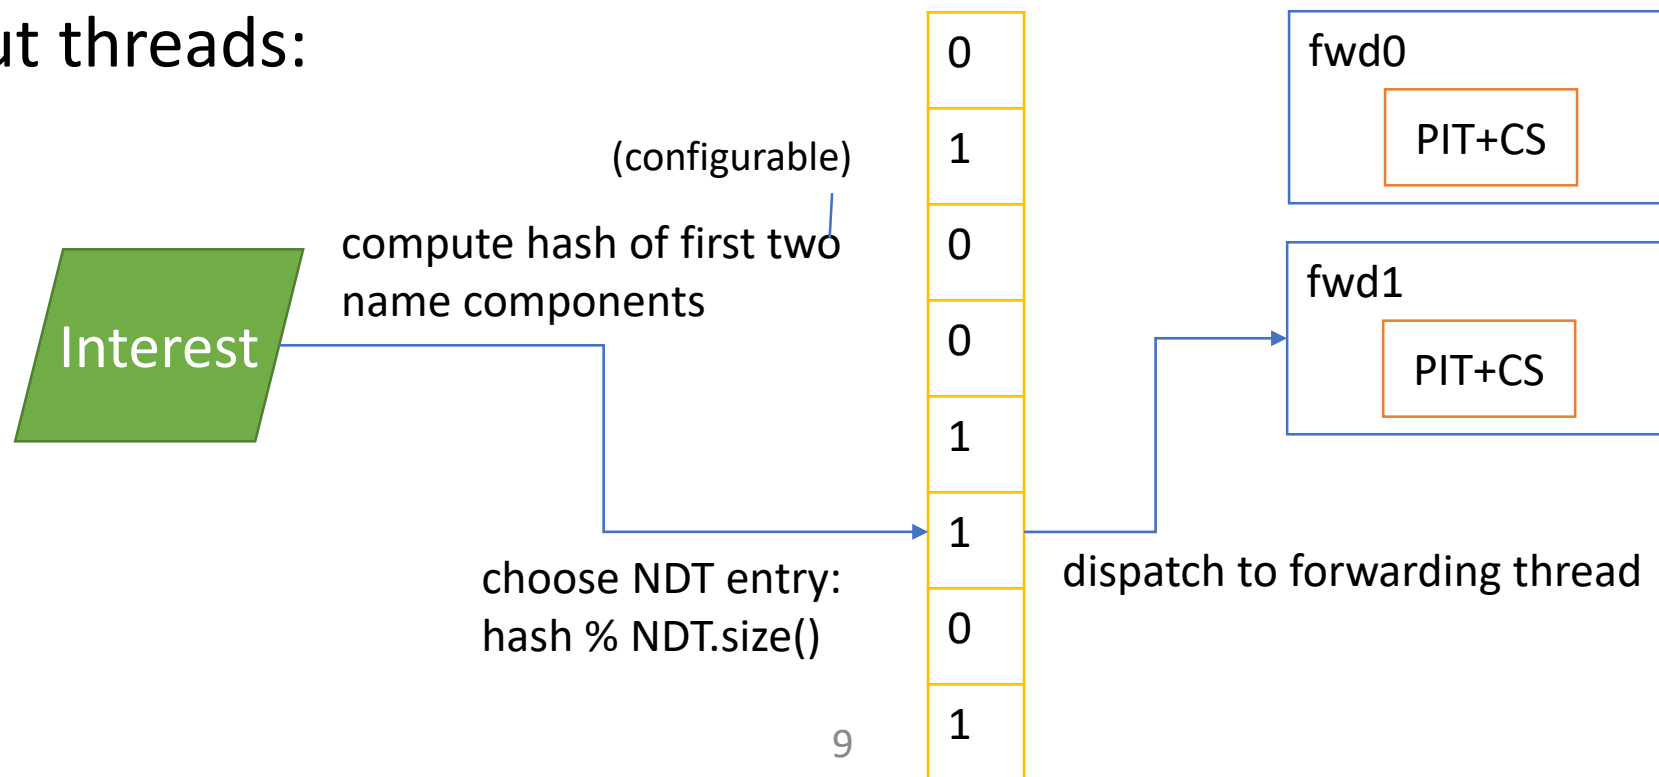 ut threads:
(configurable)
compute hash of first two
name components
Interest
choose NDT entry:
hash % NDT.size()
0
1
0
0
1
1
0
1
dispatch to forwarding thread
fwd0
PIT+CS
fwd1
PIT+CS
9